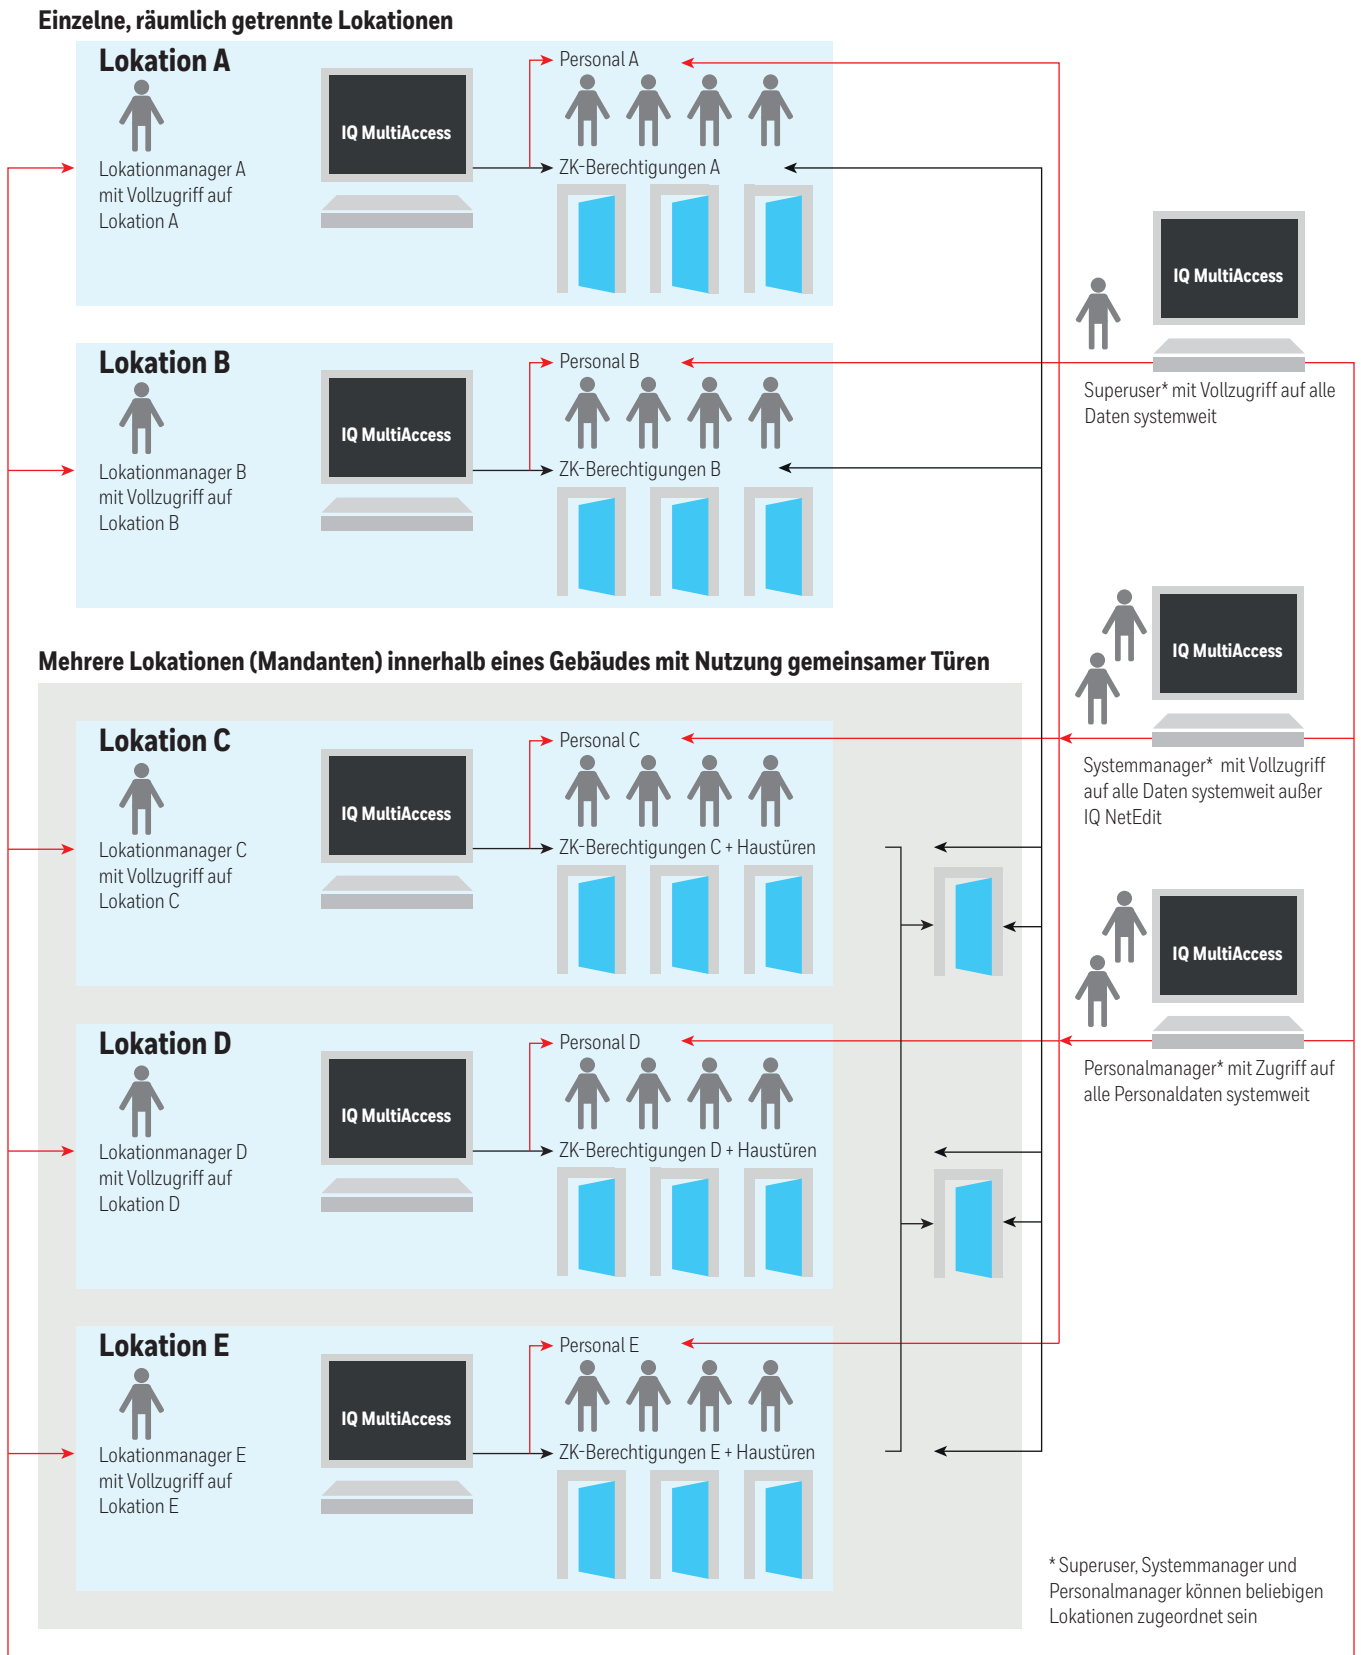 Einzelne, räumlich getrennte Lokationen
Lokation A
IQ MultiAccess
Lokationmanager A
mit Vollzugriff auf
Lokation A
Personal A
ZK-Berechtigungen A
Lokation B
IQ MultiAccess
Lokationmanager B
mit Vollzugriff auf
Lokation B
Personal B
ZK-Berechtigungen B
IQ MultiAccess
Superuser* mit Vollzugriff auf alle
Daten systemweit
Mehrere Lokationen (Mandanten) innerhalb eines Gebäudes mit Nutzung gemeinsamer Türen
Lokation C
IQ MultiAccess
Lokationmanager C
mit Vollzugriff auf
Lokation C
Personal C
ZK-Berechtigungen C + Haustüren
IQ MultiAccess
Systemmanager* mit Vollzugriff
auf alle Daten systemweit außer
IQ NetEdit
Lokation D
IQ MultiAccess
Lokationmanager D
mit Vollzugriff auf
Lokation D
Personal D
ZK-Berechtigungen D + Haustüren
IQ MultiAccess
Personalmanager* mit Zugriff auf
alle Personaldaten systemweit
Lokation E
IQ MultiAccess
Lokationmanager E
mit Vollzugriff auf
Lokation E
Personal E
ZK-Berechtigungen E + Haustüren
* Superuser, Systemmanager und
Personalmanager können beliebigen
Lokationen zugeordnet sein